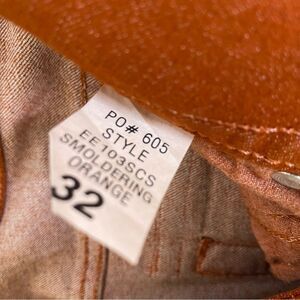 PO# 605
STYLE
EE103SCS
SMOLDERING
ORANGE
32